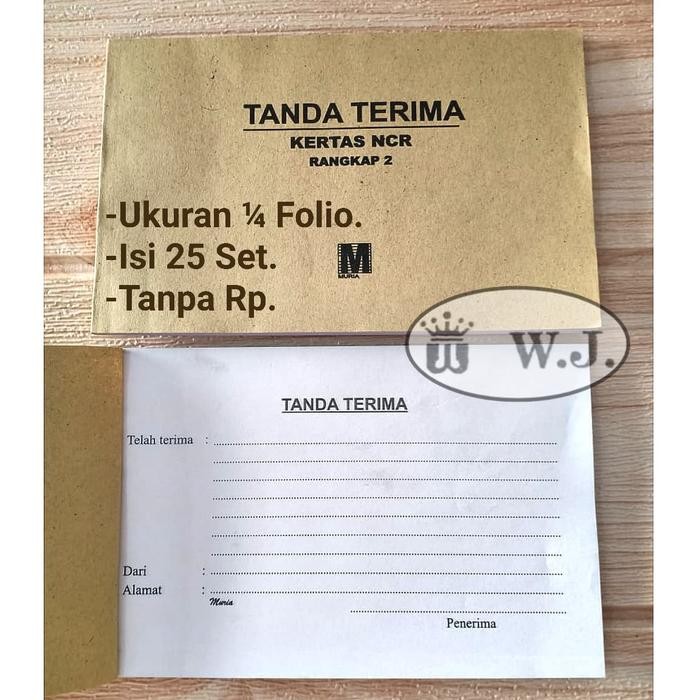 TANDA TERIMA
KERTAS NCR
RANGKAP 2
-Ukuran ¼ Folio.
-Isi 25 Set.
-Tanpa Rp.
M
MURIA
W.J.
TANDA TERIMA
Telah terima :
Dari :
Alamat :
Muria
Penerima